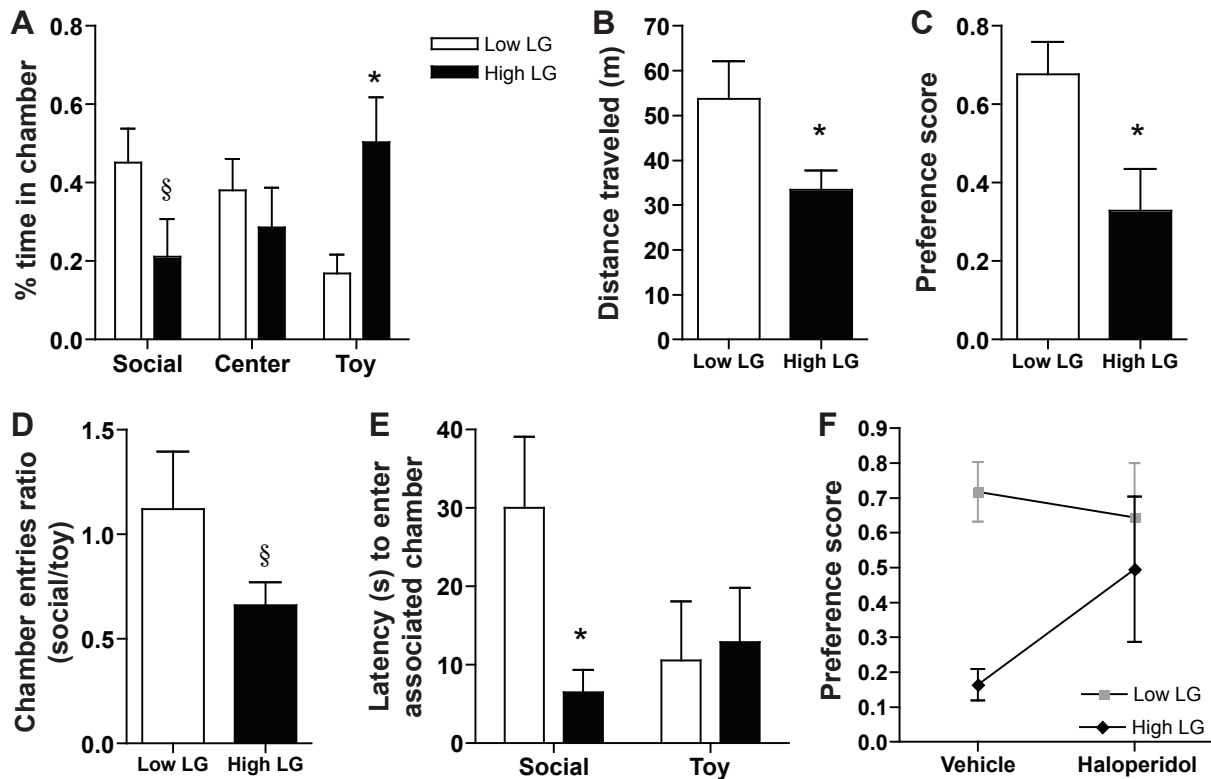 A
% time in chamber
0.8
0.6
0.4
0.2
0.0
§
*
Social Center Toy
Low LG
High LG
B
Distance traveled (m)
70
60
50
40
30
20
10
0
*
Low LG High LG
C
Preference score
0.8
0.6
0.4
0.2
0.0
*
Low LG High LG
D
Chamber entries ratio
(social/toy)
1.5
1.0
0.5
0.0
§
Low LG High LG
E
Latency (s) to enter
associated chamber
40
30
20
10
0
*
Social Toy
F
Preference score
0.9
0.8
0.7
0.6
0.5
0.4
0.3
0.2
0.1
0.0
Low LG
High LG
Vehicle Haloperidol